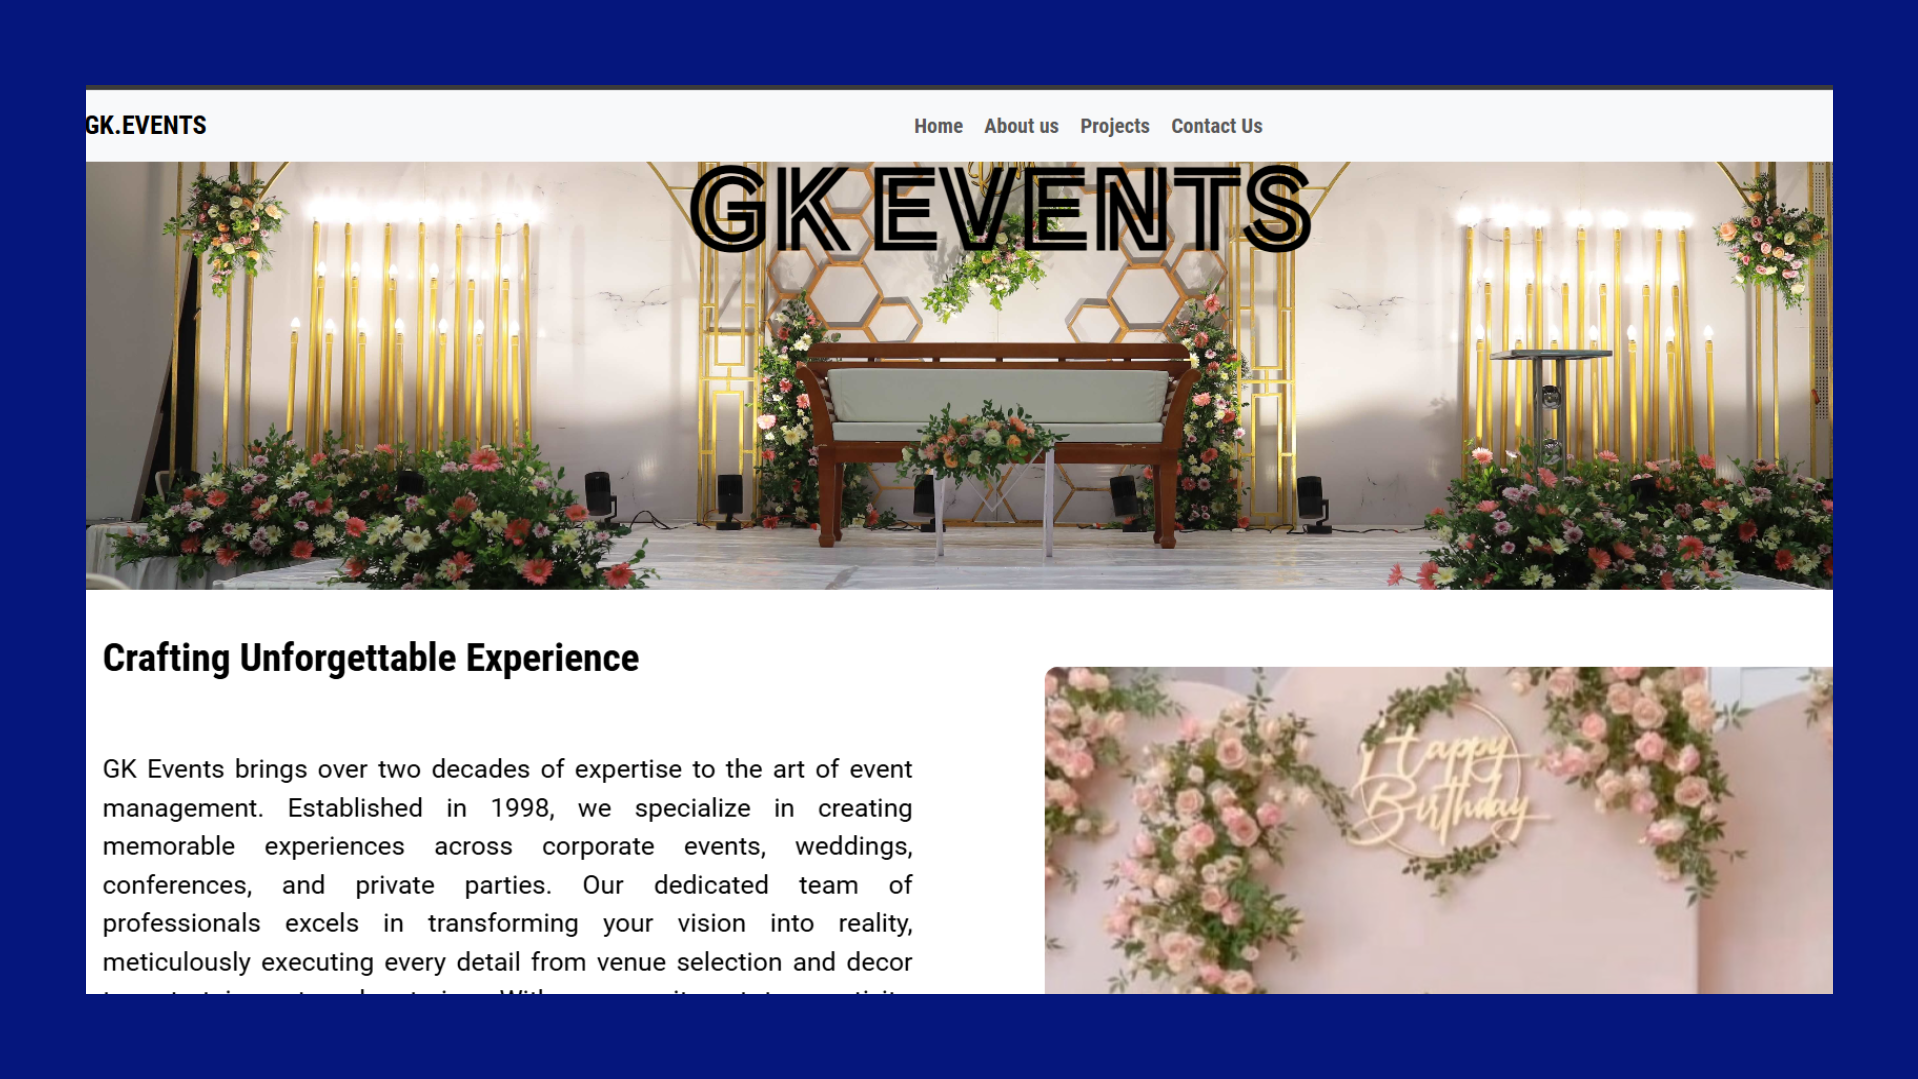 GK.EVENTS
Home About us Projects Contact Us
GK EVENTS
Crafting Unforgettable Experience
GK Events brings over two decades of expertise to the art of event
management. Established in 1998, we specialize in creating
memorable experiences across corporate events, weddings,
conferences, and private parties. Our dedicated team of
professionals excels in transforming your vision into reality,
meticulously executing every detail from venue selection and decor
Happy
Birthday